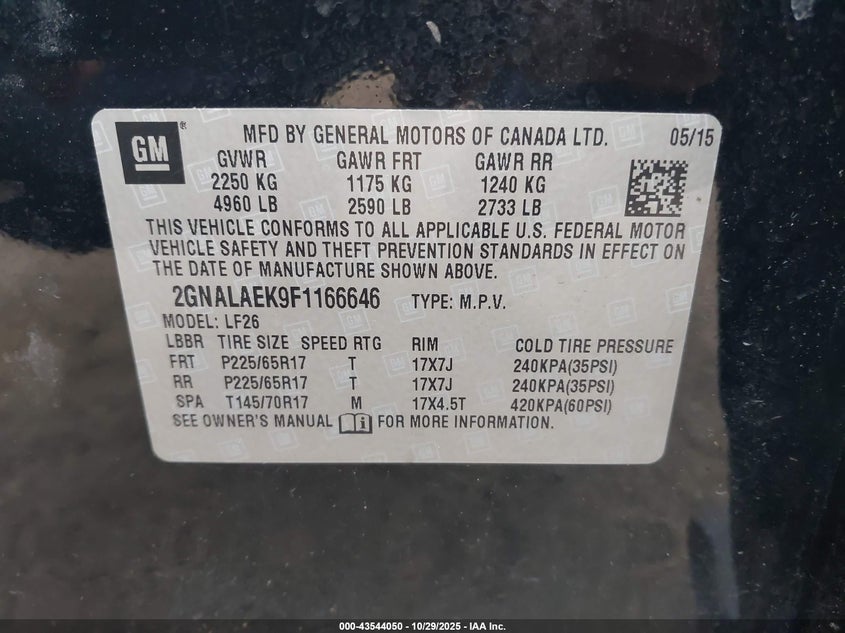 GM ® MFD BY GENERAL MOTORS OF CANADA LTD. 05/15
GVWR GAWR FRT GAWR RR
2250 KG 1175 KG 1240 KG
4960 LB 2590 LB 2733 LB
THIS VEHICLE CONFORMS TO ALL APPLICABLE U.S. FEDERAL MOTOR
VEHICLE SAFETY AND THEFT PREVENTION STANDARDS IN EFFECT ON
THE DATE OF MANUFACTURE SHOWN ABOVE.
2GNALAEK9F1166646 TYPE: M.P.V.
MODEL: LF26
LBBR TIRE SIZE SPEED RTG RIM COLD TIRE PRESSURE
FRT P225/65R17 T 17X7J 240KPA(35PSI)
RR P225/65R17 T 17X7J 240KPA(35PSI)
SPA T145/70R17 M 17X4.5T 420KPA(60PSI)
SEE OWNER'S MANUAL i FOR MORE INFORMATION.
000-43544050 - 10/29/2025 - IAA Inc.